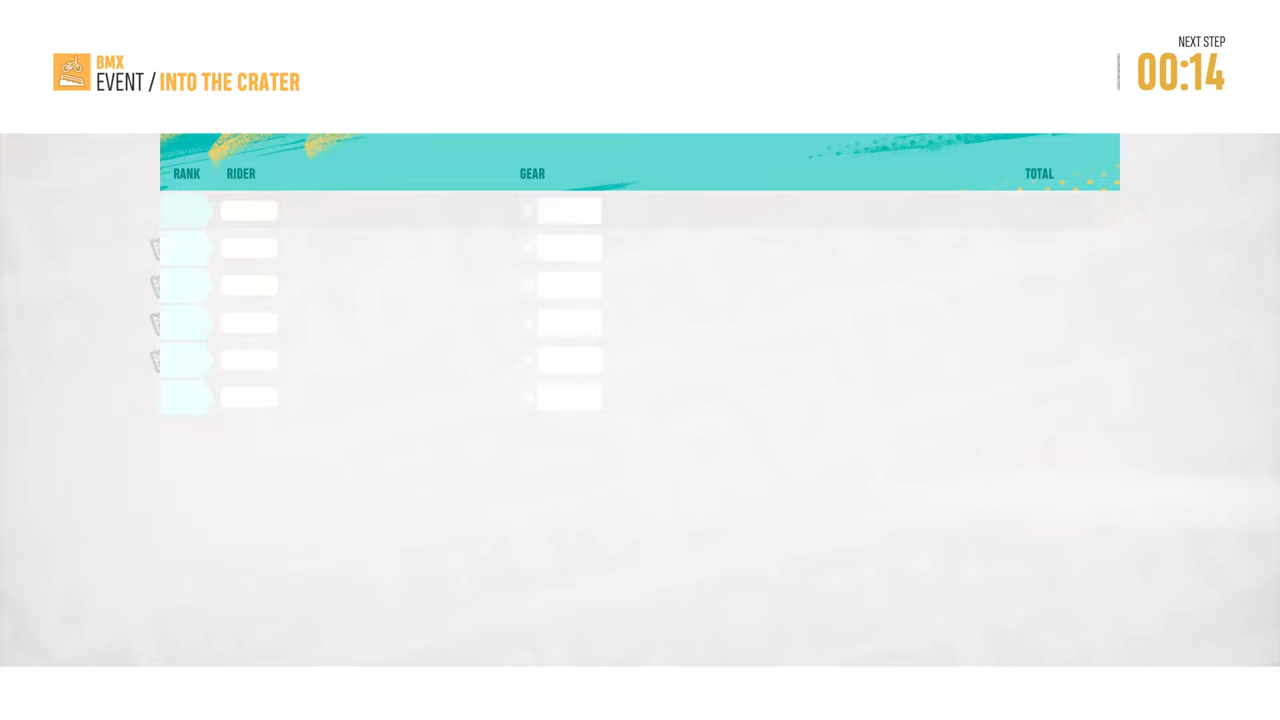 NEXT STEP
BMX
EVENT / INTO THE CRATER
00:14
RANK RIDER GEAR TOTAL